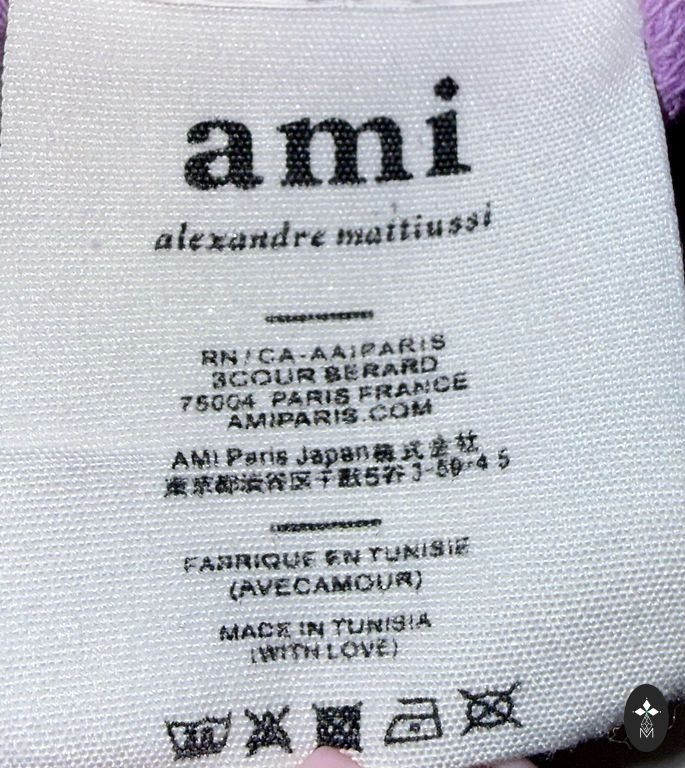 ami
alexandre mattiussi
RN/CA-AAIPARIS
3COUR BERARD
75004 PARIS FRANCE
AMIPARIS.COM
AMI Paris Japan株式会社
東京都渋谷区千駄5谷3-50-4 5
FABRIQUE EN TUNISIE
(AVECAMOUR)
MADE IN TUNISIA
(WITH LOVE)
M